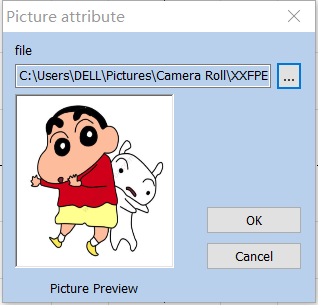 Picture attribute
file
C:\Users\DELL\Pictures\Camera Roll\XXFPE
...
OK
Cancel
Picture Preview